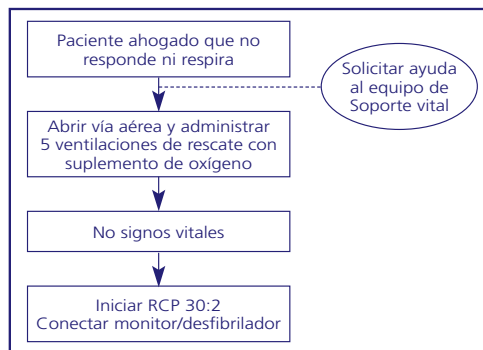 Paciente ahogado que no
responde ni respira
Solicitar ayuda
al equipo de
Soporte vital
Abrir vía aérea y administrar
5 ventilaciones de rescate con
suplemento de oxígeno
No signos vitales
Iniciar RCP 30:2
Conectar monitor/desfibrilador